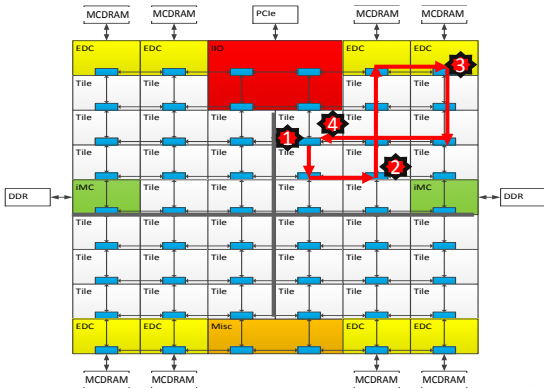 MCDRAM MCDRAM PCIe MCDRAM MCDRAM
EDC EDC IIO EDC EDC
3
Tile Tile Tile Tile
Tile Tile Tile Tile Tile Tile
4
1
Tile Tile Tile Tile Tile Tile
2
iMC Tile Tile Tile Tile iMC
DDR DDR
Tile Tile Tile Tile Tile Tile
Tile Tile Tile Tile Tile Tile
Tile Tile Tile Tile Tile Tile
EDC EDC Misc EDC EDC
MCDRAM MCDRAM MCDRAM MCDRAM